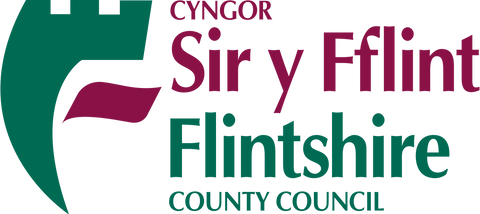 CYNGOR
Sir y Fflint
Flintshire
COUNTY COUNCIL